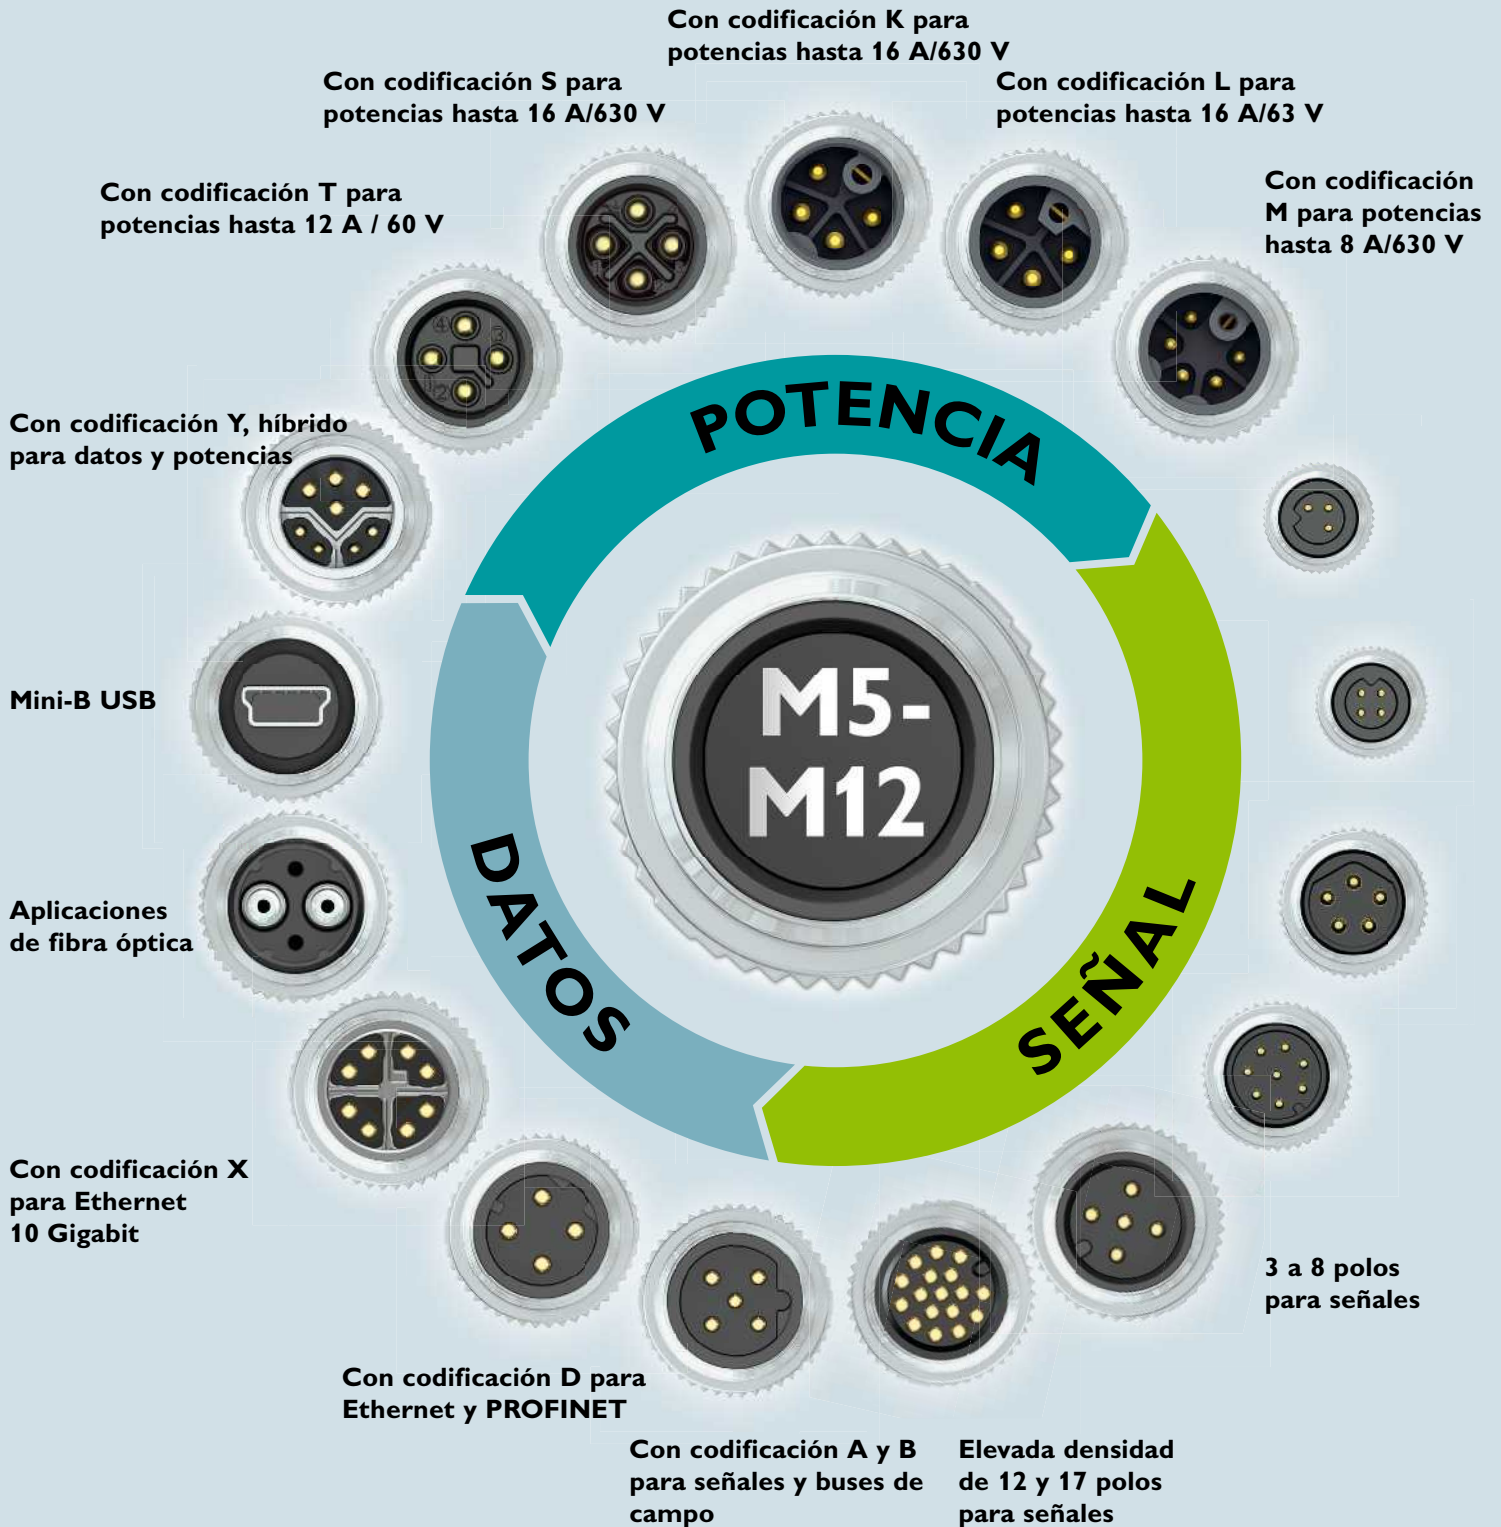 Con codificación K para
potencias hasta 16 A/630 V
Con codificación S para
potencias hasta 16 A/630 V
Con codificación L para
potencias hasta 16 A/63 V
Con codificación T para
potencias hasta 12 A / 60 V
Con codificación
M para potencias
hasta 8 A/630 V
POTENCIA
Con codificación Y, híbrido
para datos y potencias
M5-
M12
Mini-B USB
DATOS
SEÑAL
Aplicaciones
de fibra óptica
Con codificación X
para Ethernet
10 Gigabit
3 a 8 polos
para señales
Con codificación D para
Ethernet y PROFINET
Con codificación A y B
para señales y buses de
campo
Elevada densidad
de 12 y 17 polos
para señales